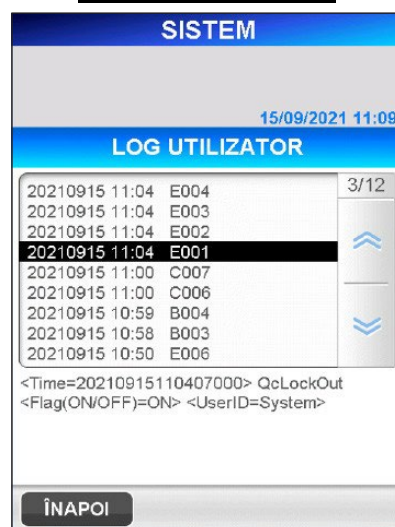 SISTEM
15/09/2021 11:09
LOG UTILIZATOR
3/12
20210915 11:04 E004
20210915 11:04 E003
20210915 11:04 E002
20210915 11:04 E001
20210915 11:00 C007
20210915 11:00 C006
20210915 10:59 B004
20210915 10:58 B003
20210915 10:50 E006
<Time=20210915110407000> QcLockOut
<Flag(ON/OFF)=ON> <UserID=System>
ÎNAPOI